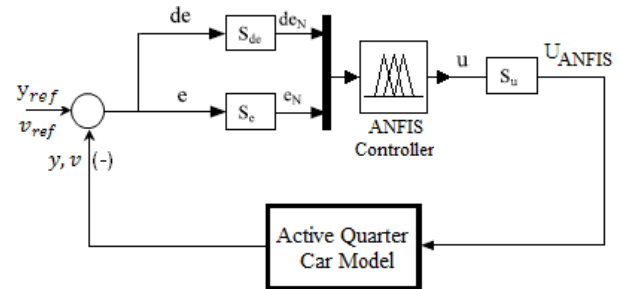 de
S_de
de_N
y_ref
v_ref
e
S_e
e_N
y, v (-)
ANFIS
Controller
u
S_u
U_ANFIS
Active Quarter
Car Model